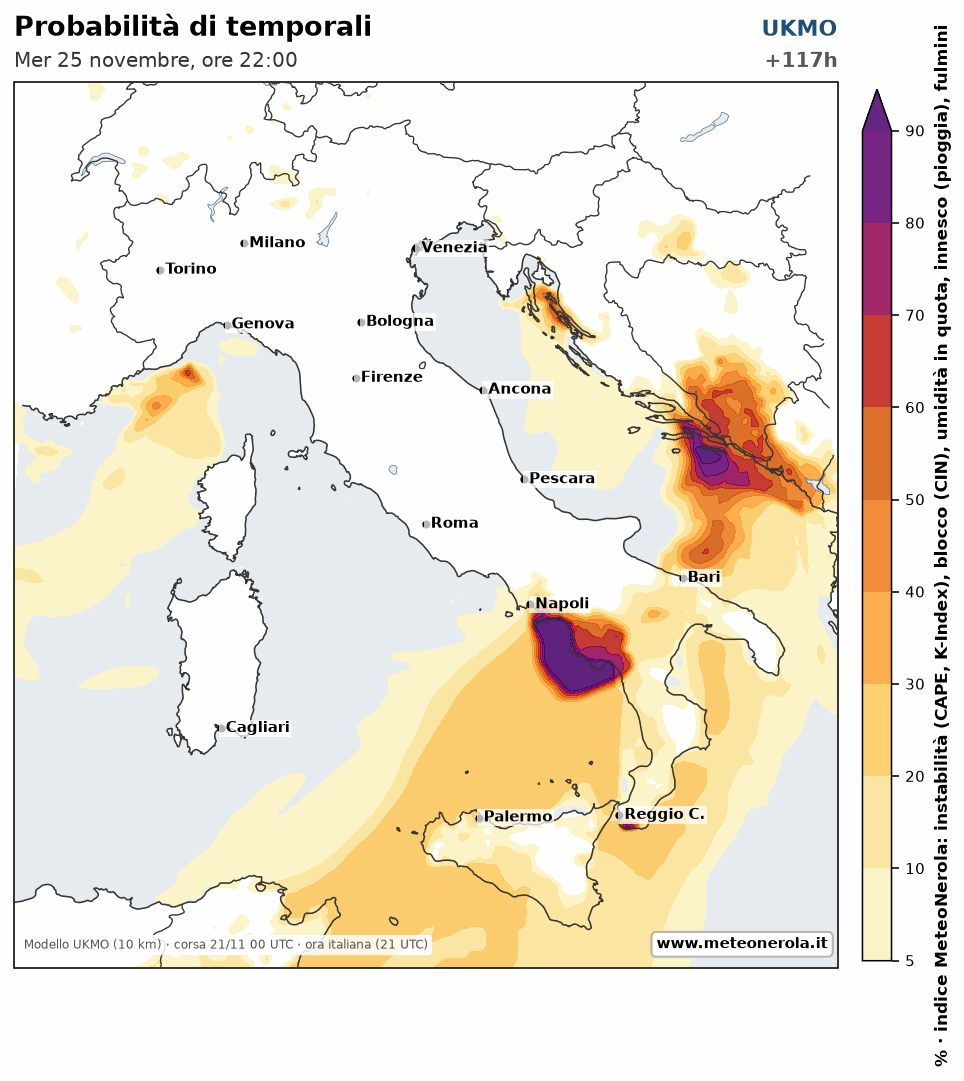 Probabilità di temporali
UKMO
Mer 25 novembre, ore 22:00
+117h
Milano
Venezia
Torino
Genova
Bologna
Firenze
Ancona
Pescara
Roma
Bari
Napoli
Cagliari
Palermo
Reggio C.
Modello UKMO (10 km) · corsa 21/11 00 UTC · ora italiana (21 UTC)
www.meteonerola.it
90
80
70
60
50
40
30
20
10
5
% · indice MeteoNerola: instabilità (CAPE, K-Index), blocco (CIN), umidità in quota, innesco (pioggia), fulmini